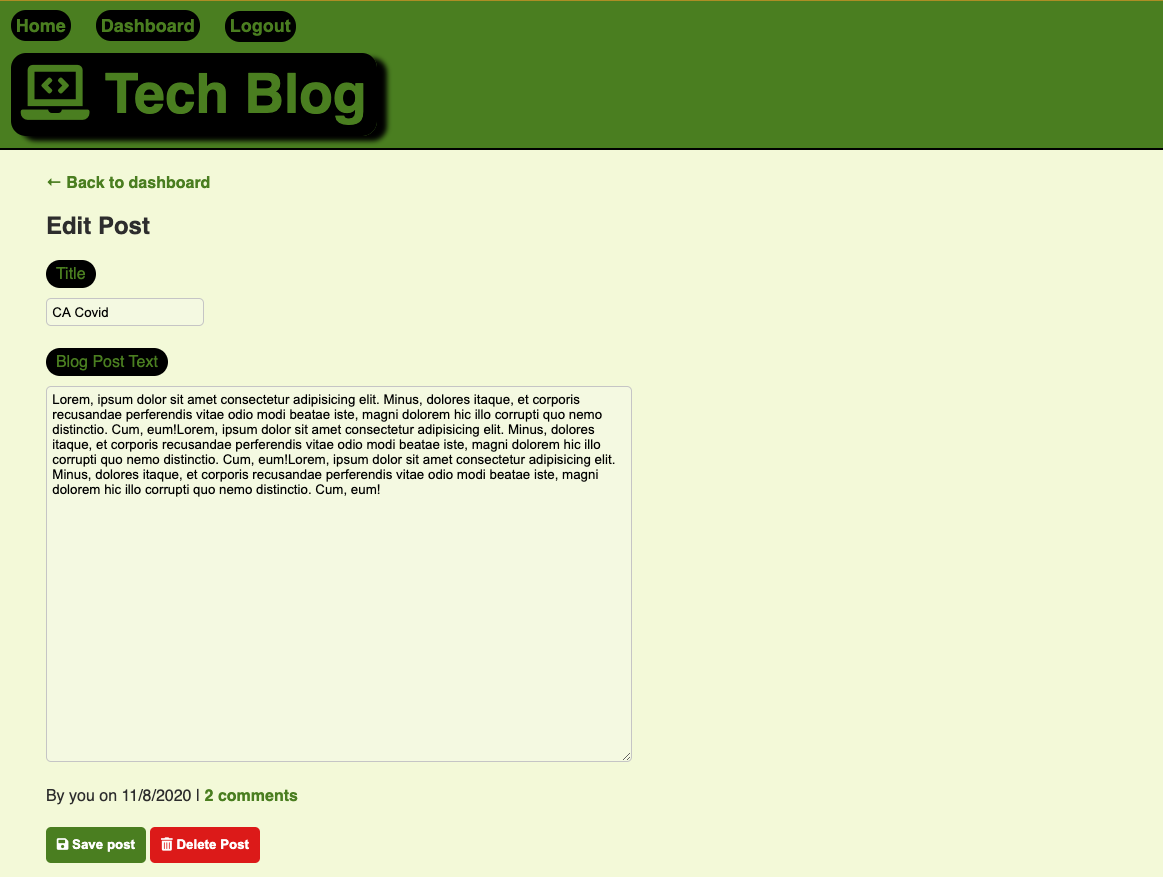 Home Dashboard Logout
Tech Blog
← Back to dashboard
Edit Post
Title
CA Covid
Blog Post Text
Lorem, ipsum dolor sit amet consectetur adipisicing elit. Minus, dolores itaque, et corporis
recusandae perferendis vitae odio modi beatae iste, magni dolorem hic illo corrupti quo nemo
distinctio. Cum, eum!Lorem, ipsum dolor sit amet consectetur adipisicing elit. Minus, dolores
itaque, et corporis recusandae perferendis vitae odio modi beatae iste, magni dolorem hic illo
corrupti quo nemo distinctio. Cum, eum!Lorem, ipsum dolor sit amet consectetur adipisicing elit.
Minus, dolores itaque, et corporis recusandae perferendis vitae odio modi beatae iste, magni
dolorem hic illo corrupti quo nemo distinctio. Cum, eum!
By you on 11/8/2020 | 2 comments
Save post Delete Post